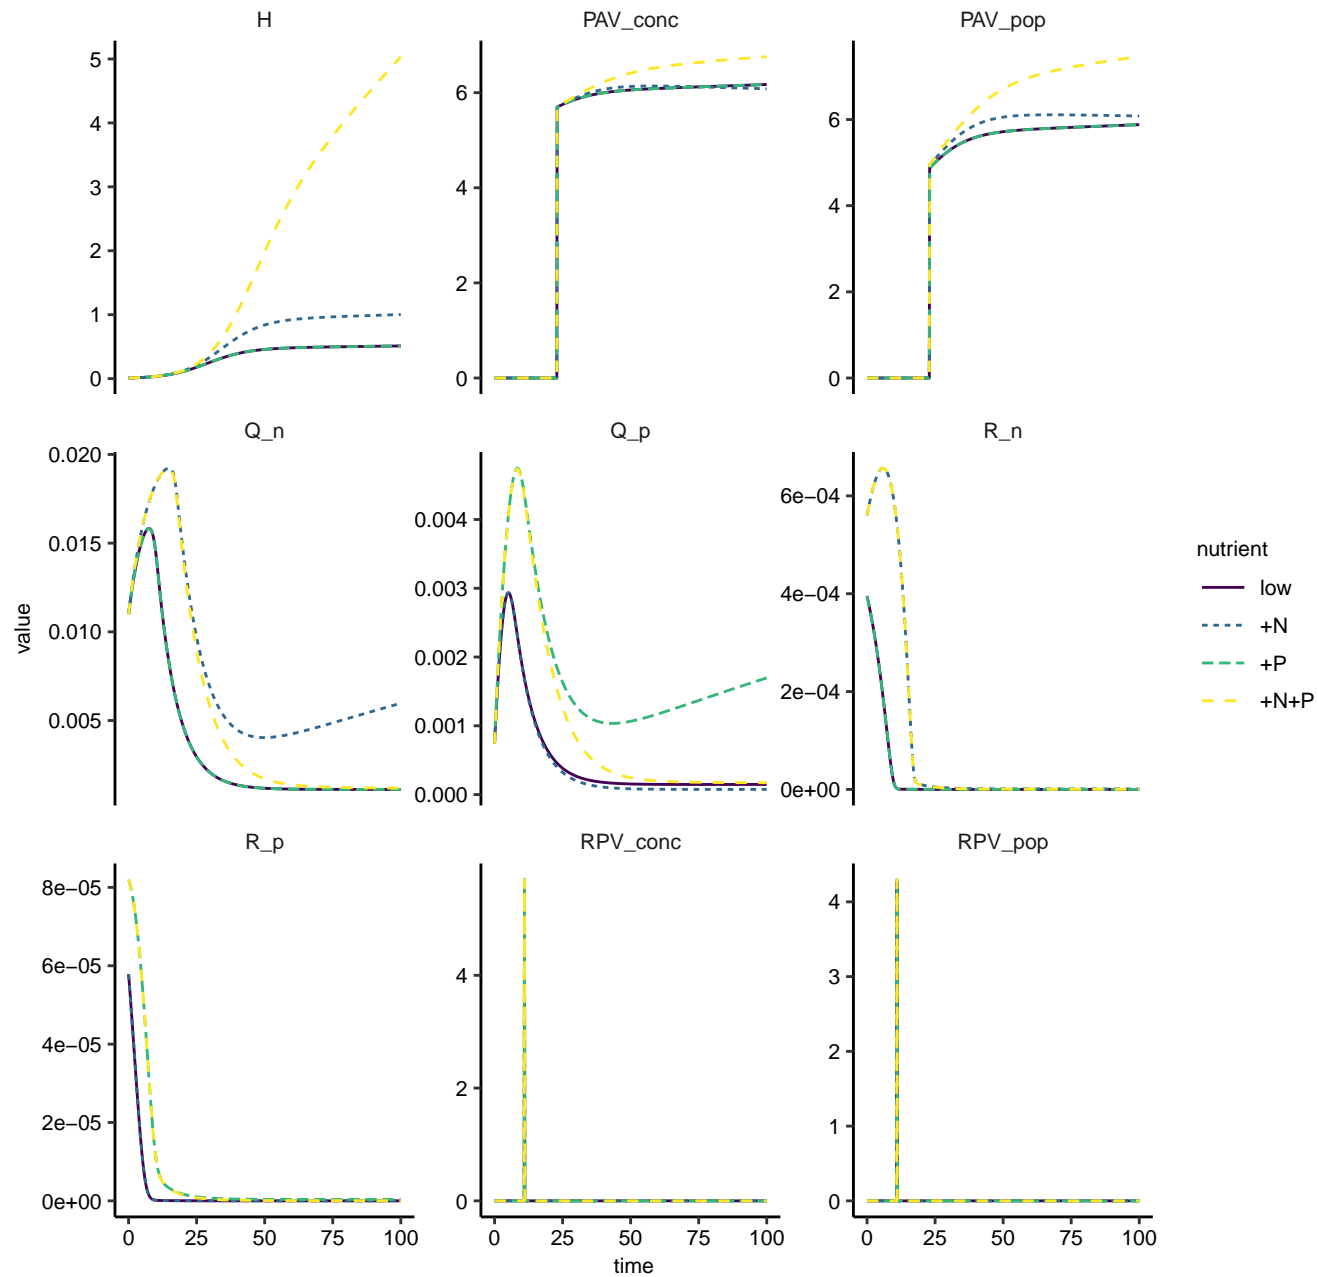 H
PAV_conc
PAV_pop
5
4
3
2
1
0
6
4
2
0
6
4
2
0
Q_n
Q_p
R_n
0.020
0.015
0.010
0.005
0.004
0.003
0.002
0.001
0.000
6e−04
4e−04
2e−04
0e+00
R_p
RPV_conc
RPV_pop
8e−05
6e−05
4e−05
2e−05
0e+00
4
2
0
4
3
2
1
0
0 25 50 75 100
0 25 50 75 100
0 25 50 75 100
time
value
nutrient
low
+N
+P
+N+P